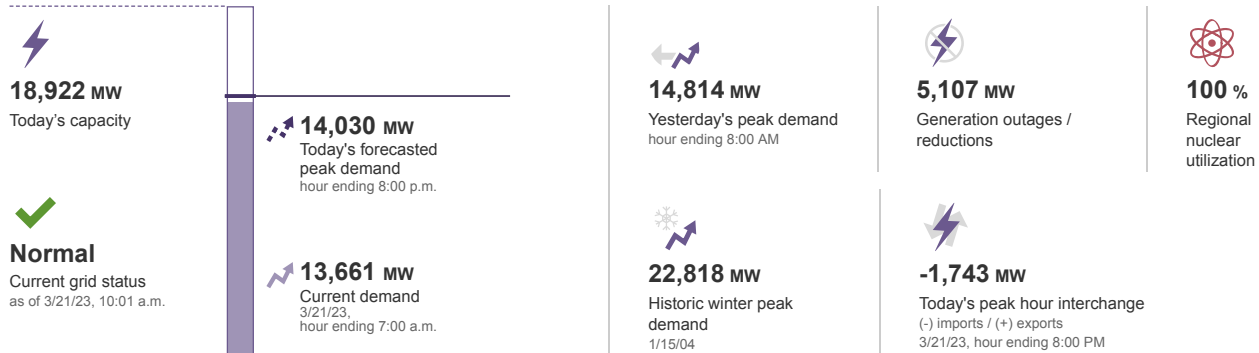 18,922 MW
Today’s capacity
Normal
Current grid status
as of 3/21/23, 10:01 a.m.
14,030 MW
Today's forecasted
peak demand
hour ending 8:00 p.m.
13,661 MW
Current demand
3/21/23,
hour ending 7:00 a.m.
14,814 MW
Yesterday's peak demand
hour ending 8:00 AM
5,107 MW
Generation outages /
reductions
100 %
Regional
nuclear
utilization
22,818 MW
Historic winter peak
demand
1/15/04
-1,743 MW
Today's peak hour interchange
(-) imports / (+) exports
3/21/23, hour ending 8:00 PM